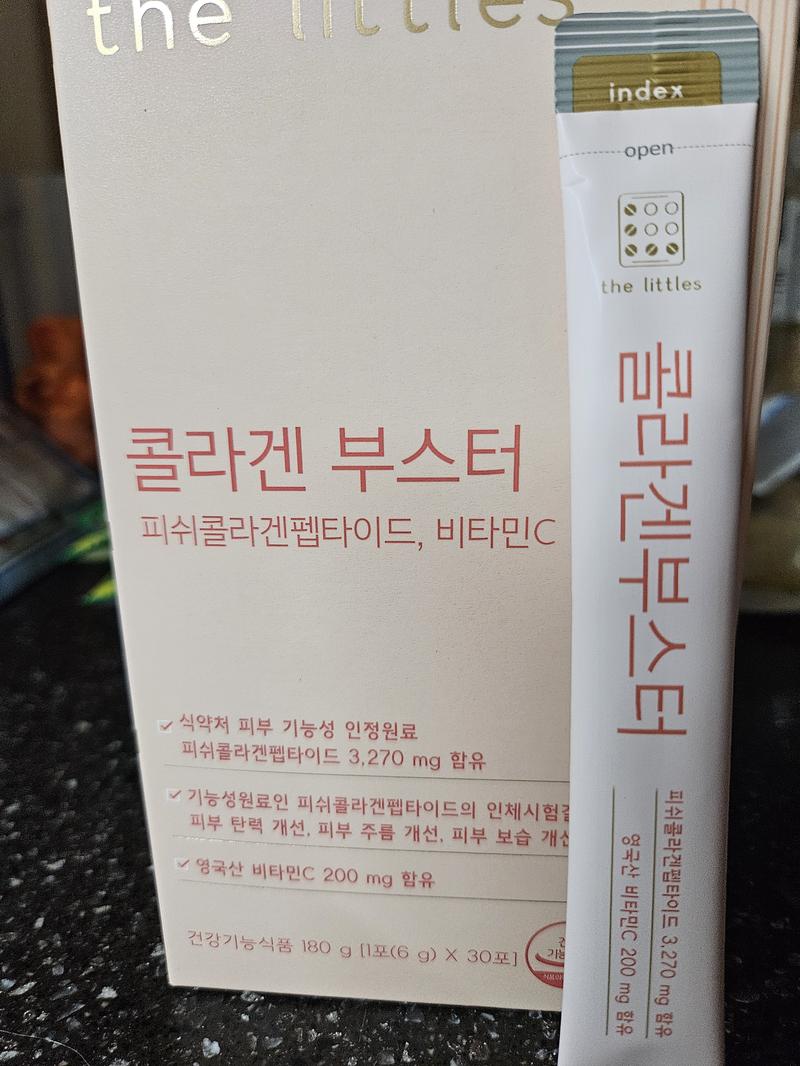 the littles
콜라겐 부스터
피쉬콜라겐펩타이드, 비타민C
식약처 피부 기능성 인정원료
피쉬콜라겐펩타이드 3,270 mg 함유
기능성원료인 피쉬콜라겐펩타이드의 인체시험
피부 탄력 개선, 피부 주름 개선, 피부 보습
영국산 비타민C 200 mg 함유
건강기능식품 180 g [1포(6 g) X 30포]
index
open
the littles
콜라겐부스터
피쉬콜라겐펩타이드 3,270 mg 함유
영국산 비타민C 200 mg 함유